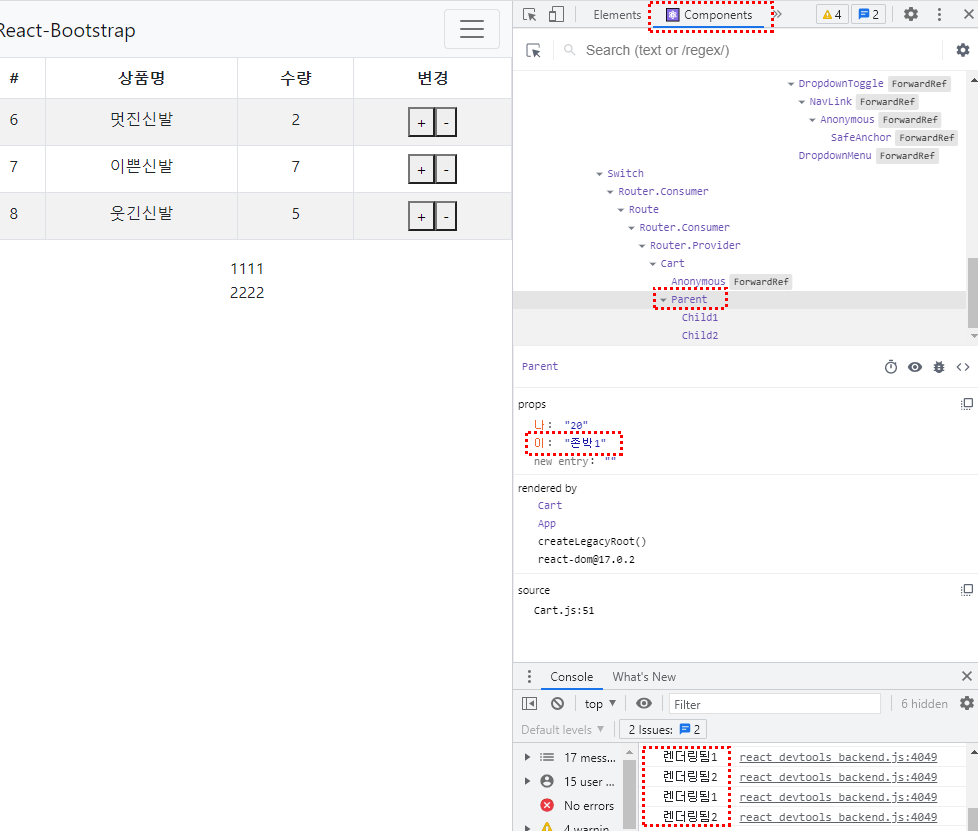 React-Bootstrap
# 상품명 수량 변경
6 멋진신발 2 + -
7 이쁜신발 7 + -
8 웃긴신발 5 + -
1111
2222
Elements Components » 4 2
Search (text or /regex/)
DropdownToggle ForwardRef
NavLink ForwardRef
Anonymous ForwardRef
SafeAnchor ForwardRef
DropdownMenu ForwardRef
Switch
Router.Consumer
Route
Router.Consumer
Router.Provider
Cart
Anonymous ForwardRef
Parent
Child1
Child2
Parent
props
나: "20"
이: "존박1"
new entry: ""
rendered by
Cart
App
createLegacyRoot()
react-dom@17.0.2
source
Cart.js:51
Console What's New
top Filter 6 hidden
Default levels 2 Issues: 2
17 mess...
15 user ...
No errors
4 warnin
렌더링됨1 react_devtools_backend.js:4049
렌더링됨2 react_devtools_backend.js:4049
렌더링됨1 react_devtools_backend.js:4049
렌더링됨2 react_devtools_backend.js:4049